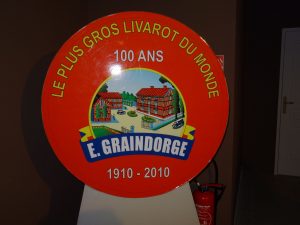 LE PLUS GROS LIVAROT DU MONDE
100 ANS
E. GRAINDORGE
1910 - 2010